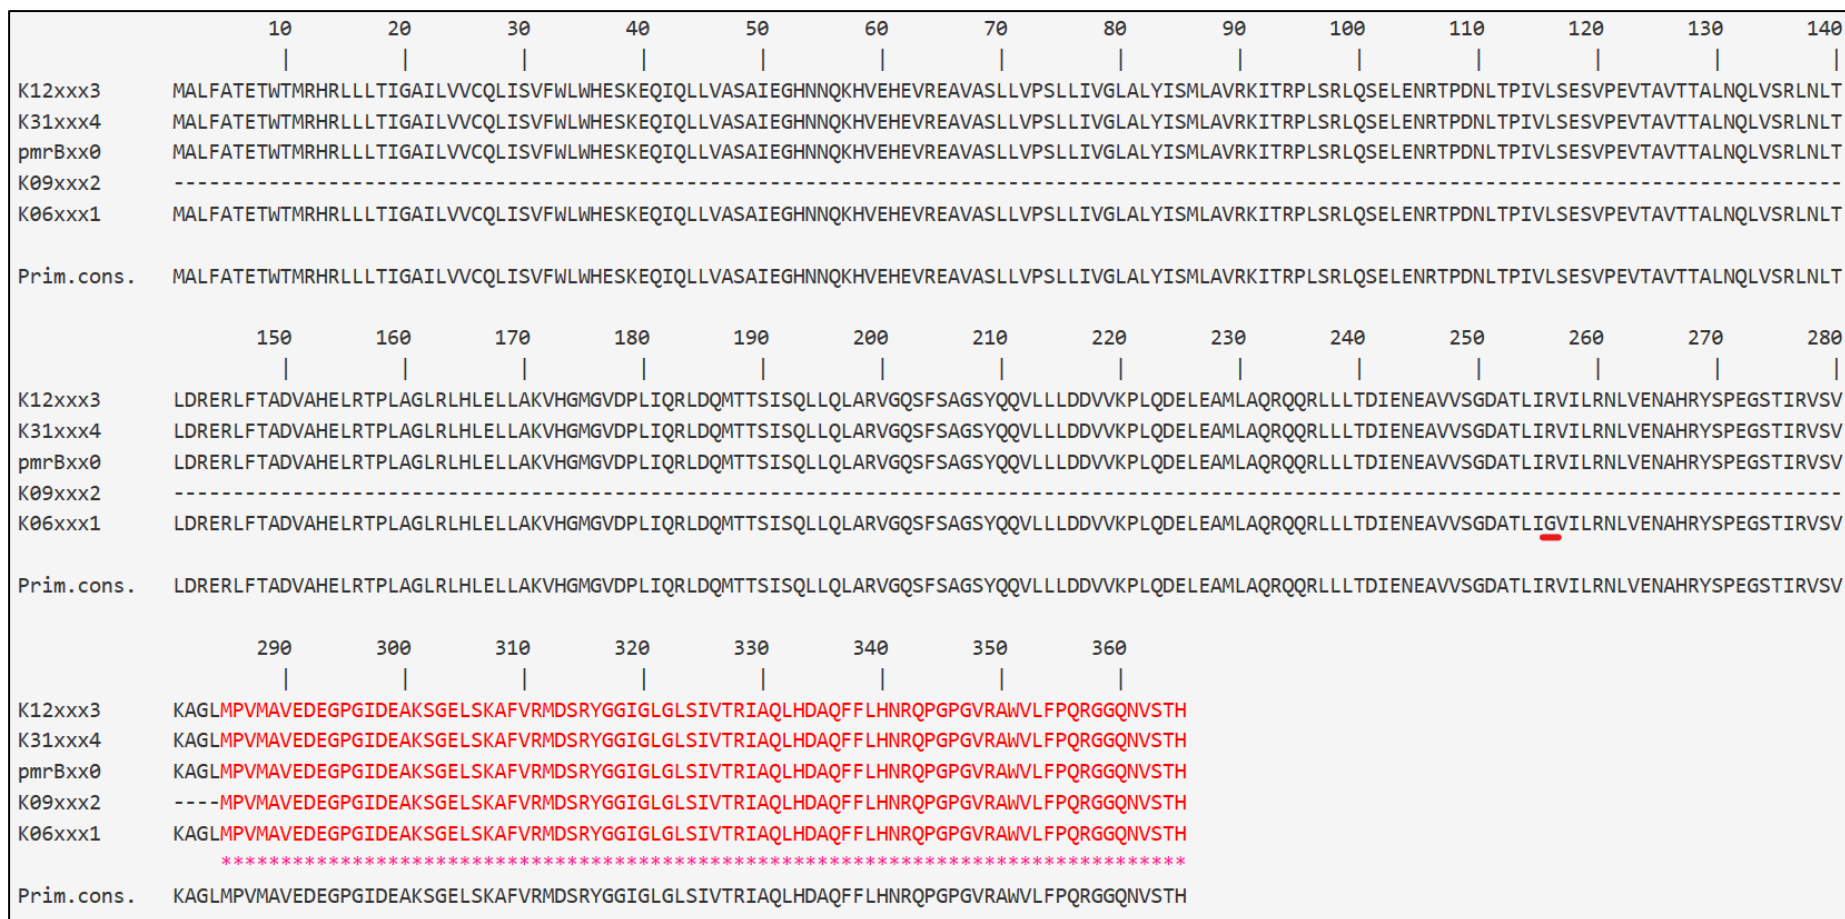 10 20 30 40 50 60 70 80 90 100 110 120 130 140
| | | | | | | | | | | | | |
K12xxx3 MALFATETWTMRHRLLLTIGAILVVCQLISVFWLWHESKEQIQLLVASAIEGHNNQKHVEHEVREAVASLLVPSLLIVGLALYISMLAVRKITRPLSRLQSELENRTPDNLTPIVLSESVPEVTAVTTALNQLVSRLNLT
K31xxx4 MALFATETWTMRHRLLLTIGAILVVCQLISVFWLWHESKEQIQLLVASAIEGHNNQKHVEHEVREAVASLLVPSLLIVGLALYISMLAVRKITRPLSRLQSELENRTPDNLTPIVLSESVPEVTAVTTALNQLVSRLNLT
pmrBxx0 MALFATETWTMRHRLLLTIGAILVVCQLISVFWLWHESKEQIQLLVASAIEGHNNQKHVEHEVREAVASLLVPSLLIVGLALYISMLAVRKITRPLSRLQSELENRTPDNLTPIVLSESVPEVTAVTTALNQLVSRLNLT
K09xxx2 --------------------------------------------------------------------------------------------------------------------------------------------
K06xxx1 MALFATETWTMRHRLLLTIGAILVVCQLISVFWLWHESKEQIQLLVASAIEGHNNQKHVEHEVREAVASLLVPSLLIVGLALYISMLAVRKITRPLSRLQSELENRTPDNLTPIVLSESVPEVTAVTTALNQLVSRLNLT
Prim.cons. MALFATETWTMRHRLLLTIGAILVVCQLISVFWLWHESKEQIQLLVASAIEGHNNQKHVEHEVREAVASLLVPSLLIVGLALYISMLAVRKITRPLSRLQSELENRTPDNLTPIVLSESVPEVTAVTTALNQLVSRLNLT
150 160 170 180 190 200 210 220 230 240 250 260 270 280
| | | | | | | | | | | | | |
K12xxx3 LDRERLFTADVAHELRTPLAGLRLHLELLAKVHGMGVDPLIQRLDQMTTSISQLLQLARVGQSFSAGSYQQVLLLDDVVKPLQDELEAMLAQRQQRLLLTDIENEAVVSGDATLIRVILRNLVENAHRYSPEGSTIRVSV
K31xxx4 LDRERLFTADVAHELRTPLAGLRLHLELLAKVHGMGVDPLIQRLDQMTTSISQLLQLARVGQSFSAGSYQQVLLLDDVVKPLQDELEAMLAQRQQRLLLTDIENEAVVSGDATLIRVILRNLVENAHRYSPEGSTIRVSV
pmrBxx0 LDRERLFTADVAHELRTPLAGLRLHLELLAKVHGMGVDPLIQRLDQMTTSISQLLQLARVGQSFSAGSYQQVLLLDDVVKPLQDELEAMLAQRQQRLLLTDIENEAVVSGDATLIRVILRNLVENAHRYSPEGSTIRVSV
K09xxx2 --------------------------------------------------------------------------------------------------------------------------------------------
K06xxx1 LDRERLFTADVAHELRTPLAGLRLHLELLAKVHGMGVDPLIQRLDQMTTSISQLLQLARVGQSFSAGSYQQVLLLDDVVKPLQDELEAMLAQRQQRLLLTDIENEAVVSGDATLIGVILRNLVENAHRYSPEGSTIRVSV
Prim.cons. LDRERLFTADVAHELRTPLAGLRLHLELLAKVHGMGVDPLIQRLDQMTTSISQLLQLARVGQSFSAGSYQQVLLLDDVVKPLQDELEAMLAQRQQRLLLTDIENEAVVSGDATLIRVILRNLVENAHRYSPEGSTIRVSV
290 300 310 320 330 340 350 360
| | | | | | | |
K12xxx3 KAGLMPVMAVEDEGPGIDEAKSGELSKAFVRMDSRYGGIGLGLSIVTRIAQLHDAQFFLHNRQPGPGVRAWVLFPQRGGQNVSTH
K31xxx4 KAGLMPVMAVEDEGPGIDEAKSGELSKAFVRMDSRYGGIGLGLSIVTRIAQLHDAQFFLHNRQPGPGVRAWVLFPQRGGQNVSTH
pmrBxx0 KAGLMPVMAVEDEGPGIDEAKSGELSKAFVRMDSRYGGIGLGLSIVTRIAQLHDAQFFLHNRQPGPGVRAWVLFPQRGGQNVSTH
K09xxx2 ----MPVMAVEDEGPGIDEAKSGELSKAFVRMDSRYGGIGLGLSIVTRIAQLHDAQFFLHNRQPGPGVRAWVLFPQRGGQNVSTH
K06xxx1 KAGLMPVMAVEDEGPGIDEAKSGELSKAFVRMDSRYGGIGLGLSIVTRIAQLHDAQFFLHNRQPGPGVRAWVLFPQRGGQNVSTH
*********************************************************************************
Prim.cons. KAGLMPVMAVEDEGPGIDEAKSGELSKAFVRMDSRYGGIGLGLSIVTRIAQLHDAQFFLHNRQPGPGVRAWVLFPQRGGQNVSTH